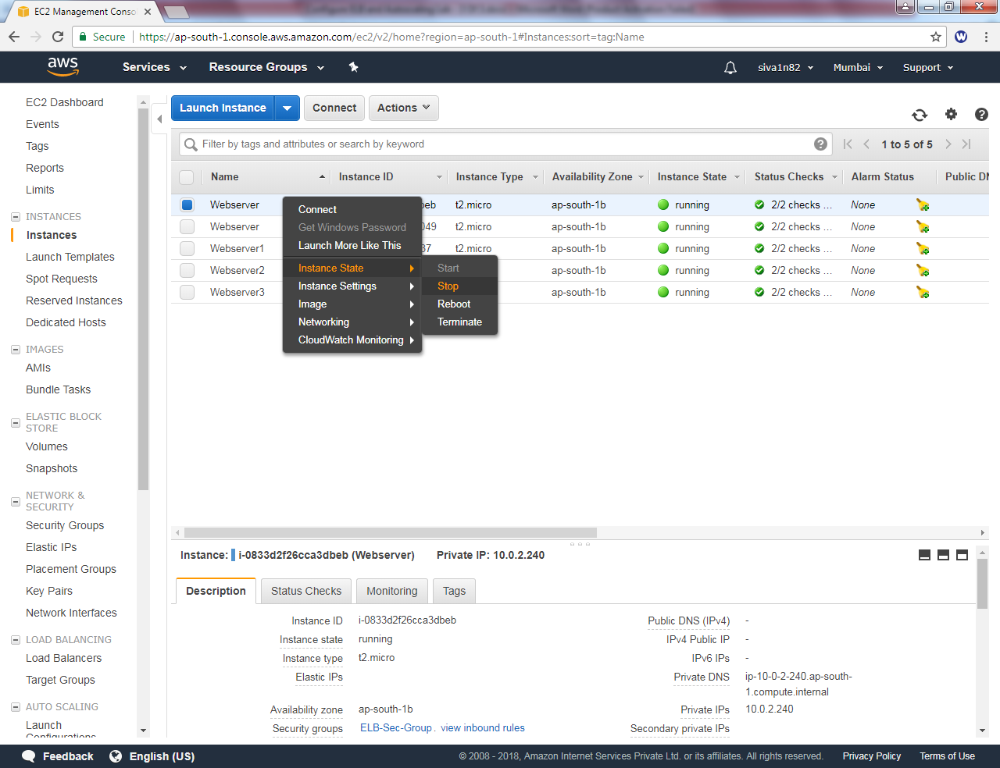 EC2 Management Conso
Secure
https://ap-south-1.console.aws.amazon.com/ec2/v2/home?region=ap-south-1#Instances:sort=tag:Name
W
aws
Services
Resource Groups
siva1n82
Mumbai
Support
EC2 Dashboard
Events
Tags
Reports
Limits
INSTANCES
Instances
Launch Templates
Spot Requests
Reserved Instances
Dedicated Hosts
IMAGES
AMIs
Bundle Tasks
ELASTIC BLOCK
STORE
Volumes
Snapshots
NETWORK &
SECURITY
Security Groups
Elastic IPs
Placement Groups
Key Pairs
Network Interfaces
LOAD BALANCING
Load Balancers
Target Groups
AUTO SCALING
Launch
Configurations
Launch Instance
Connect
Actions
Filter by tags and attributes or search by keyword
1 to 5 of 5
Name Instance ID Instance Type Availability Zone Instance State Status Checks Alarm Status Public DN
Webserver beb t2.micro ap-south-1b running 2/2 checks ... None
Webserver 049 t2.micro ap-south-1b running 2/2 checks ... None
Webserver1 37 t2.micro ap-south-1b running 2/2 checks ... None
Webserver2 ap-south-1b running 2/2 checks ... None
Webserver3 ap-south-1b running 2/2 checks ... None
Connect
Get Windows Password
Launch More Like This
Instance State
Instance Settings
Image
Networking
CloudWatch Monitoring
Start
Stop
Reboot
Terminate
Instance: i-0833d2f26cca3dbeb (Webserver) Private IP: 10.0.2.240
Description
Status Checks
Monitoring
Tags
Instance ID i-0833d2f26cca3dbeb
Instance state running
Instance type t2.micro
Elastic IPs
Availability zone ap-south-1b
Security groups ELB-Sec-Group. view inbound rules
Public DNS (IPv4) -
IPv4 Public IP -
IPv6 IPs -
Private DNS ip-10-0-2-240.ap-south-
1.compute.internal
Private IPs 10.0.2.240
Secondary private IPs
Feedback
English (US)
© 2008 - 2018, Amazon Internet Services Private Ltd. or its affiliates. All rights reserved.
Privacy Policy
Terms of Use